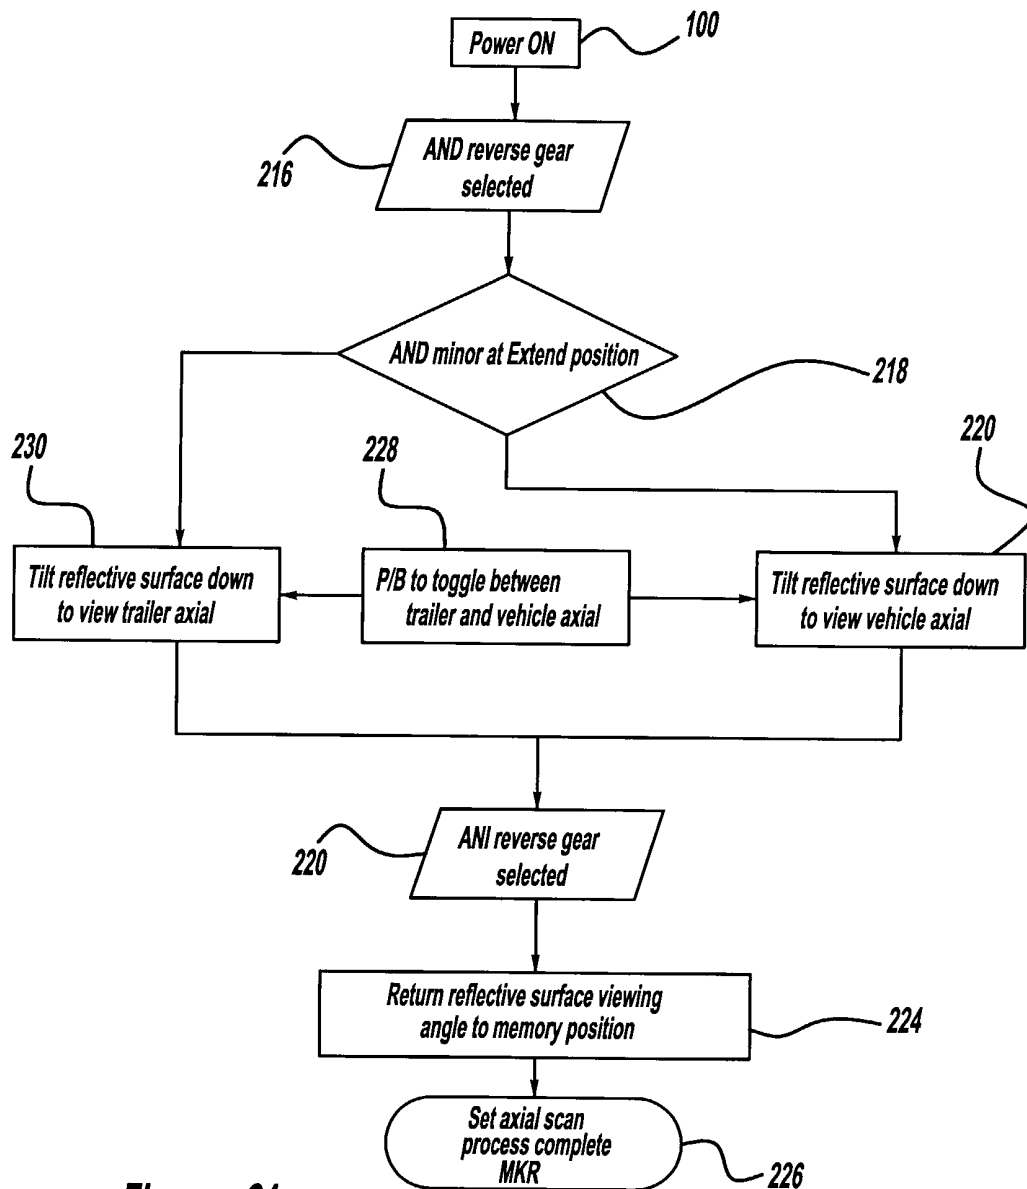 Power ON
100
AND reverse gear
selected
216
AND minor at Extend position
218
230
228
220
Tilt reflective surface down
to view trailer axial
P/B to toggle between
trailer and vehicle axial
Tilt reflective surface down
to view vehicle axial
ANI reverse gear
selected
220
Return reflective surface viewing
angle to memory position
224
Set axial scan
process complete
MKR
226